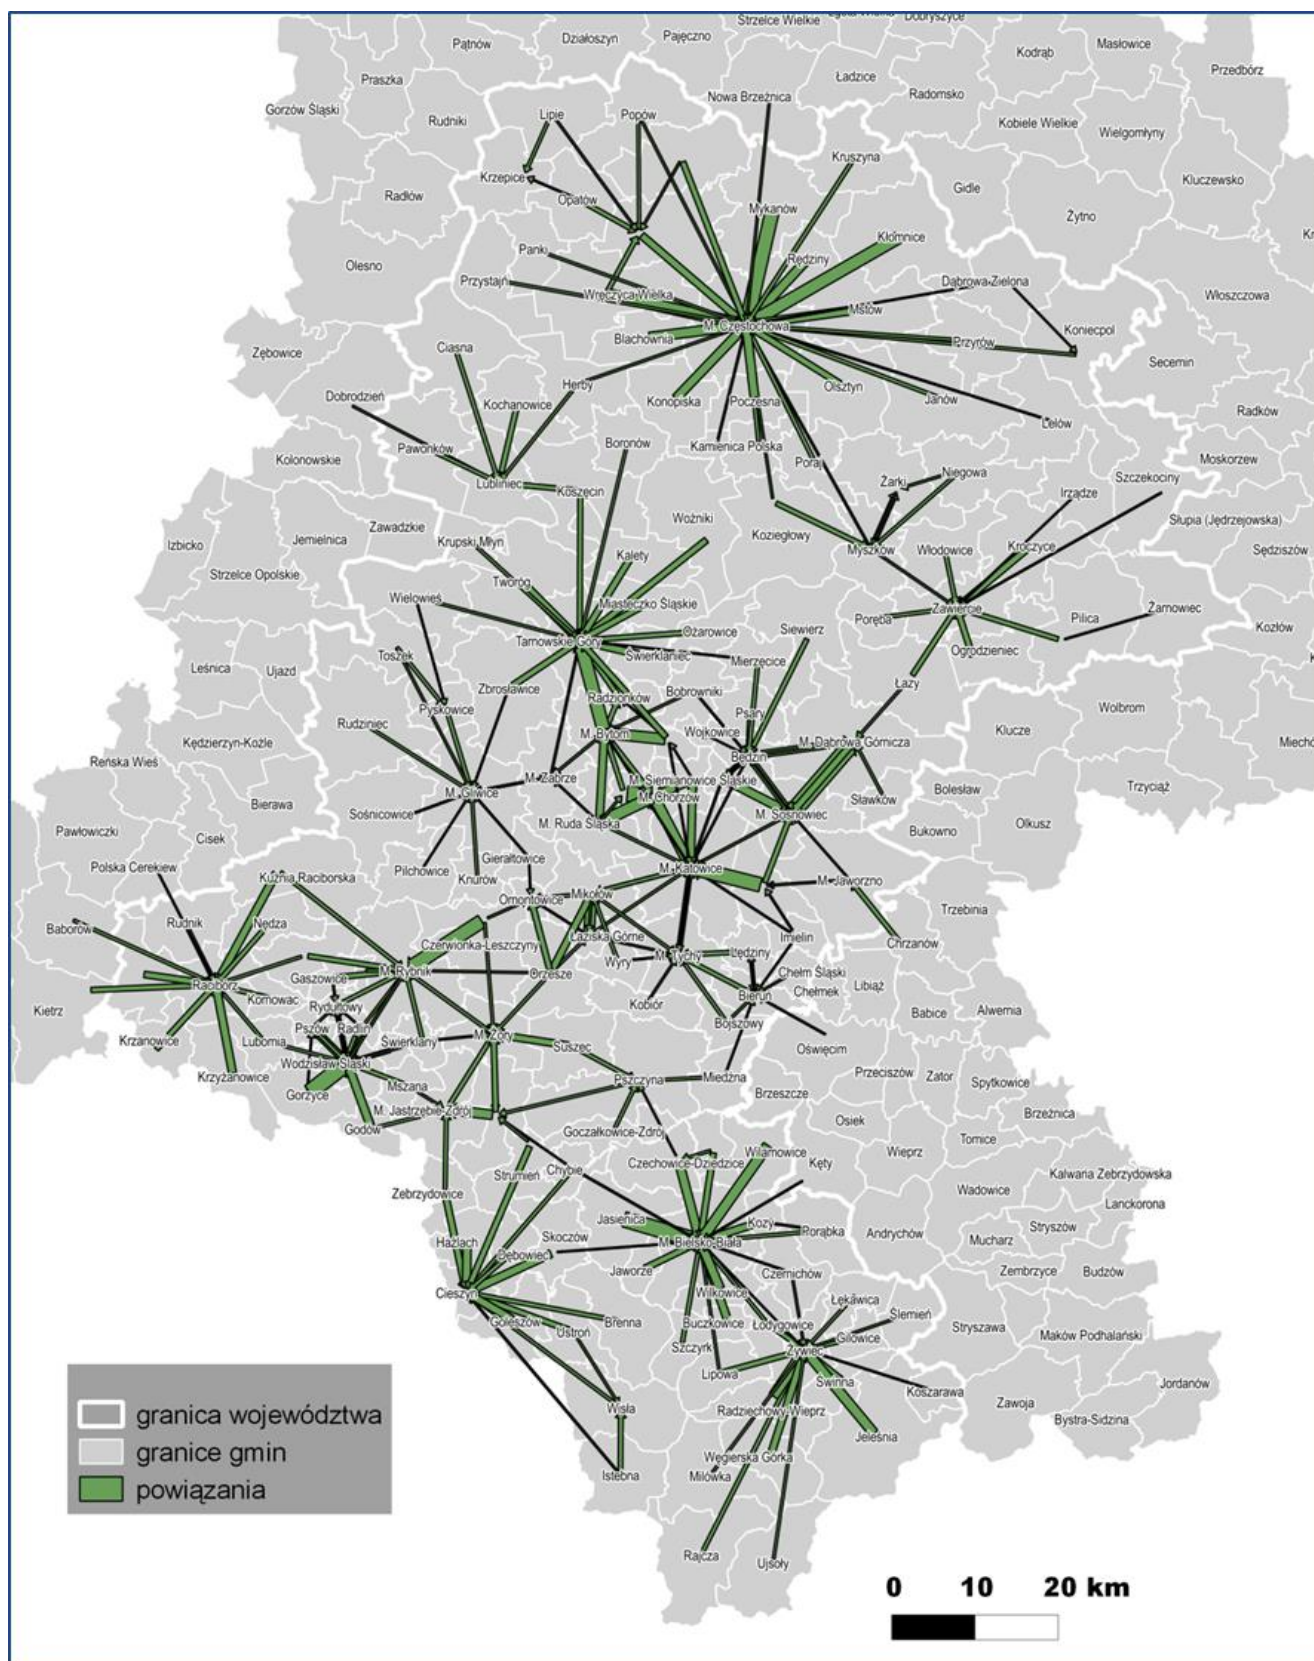 Strzelce Wielkie
Dobryszyce
Pątnów
Działoszyn
Pajęczno
Kodrąb
Masłowice
Przedbórz
Praszka
Ładzice
Gorzów Śląski
Rudniki
Lipie
Popów
Nowa Brzeźnica
Radomsko
Kobiele Wielkie
Wielgomłyny
Kruszyna
Krzepice
Kluczewsko
Radłów
Opatów
Mykanów
Gidle
Żytno
Kłomnice
Panki
Rędziny
Olesno
Przystajń
Wręczyca Wielka
Dąbrowa Zielona
Włoszczowa
Mstów
M. Częstochowa
Koniecpol
Blachownia
Przyrów
Ciasna
Zębowice
Secemin
Herby
Olsztyn
Dobrodzień
Kochanowice
Konopiska
Poczesna
Janów
Radków
Lelów
Boronów
Kamienica Polska
Pawonków
Kolonowskie
Poraj
Moskorzew
Niegowa
Szczekociny
Lubliniec
Żarki
Koszęcin
Irządze
Woźniki
Słupia (Jędrzejowska)
Zawadzkie
Koziegłowy
Jemielnica
Krupski Młyn
Izbicko
Myszków
Włodowice
Kroczyce
Sędziszów
Kalety
Strzelce Opolskie
Tworóg
Wielowieś
Miasteczko Śląskie
Zawiercie
Żarnowiec
Poręba
Pilica
Siewierz
Kozłów
Ożarowice
Tarnowskie Góry
Ogrodzieniec
Świerklaniec
Mierzęcice
Toszek
Leśnica
Ujazd
Łazy
Zbrosławice
Radzionków
Bobrowniki
Pyskowice
Wolbrom
Psary
Rudziniec
Klucze
Wojkowice
M. Bytom
Kędzierzyn-Koźle
M. Dąbrowa Górnicza
Reńska Wieś
Będzin
M. Zabrze
M. Siemianowice Śląskie
Trzyciąż
Bolesław
M. Gliwice
M. Chorzów
Sławków
Bierawa
Sośnicowice
M. Sosnowiec
Olkusz
M. Ruda Śląska
Pawłowiczki
Bukowno
Cisek
Gierałtowice
Polska Cerekiew
Pilchowice
M. Katowice
Kuźnia Raciborska
Knurów
M. Jaworzno
Mikołów
Ornontowice
Trzebinia
Rudnik
Nędza
Baborów
Łaziska Górne
Imielin
Czerwionka-Leszczyny
Chrzanów
Lędziny
M. Tychy
Wyry
M. Rybnik
Orzesze
Chełm Śląski
Gaszowice
Racibórz
Libiąż
Chełmek
Kornowac
Bieruń
Kobiór
Rydułtowy
Kietrz
Alwernia
Babice
Bojszowy
Pszów
Radlin
M. Żory
Krzanowice
Lubomia
Świerklany
Suszec
Oświęcim
Wodzisław Śląski
Przeciszów
Zator
Krzyżanowice
Pszczyna
Miedźna
Spytkowice
Mszana
Gorzyce
Brzeszcze
M. Jastrzębie-Zdrój
Brzeźnica
Osiek
Godów
Goczałkowice-Zdrój
Tomice
Wieprz
Wilamowice
Czechowice-Dziedzice
Kęty
Chybie
Strumień
Kalwaria Zebrzydowska
Wadowice
Zebrzydowice
Lanckorona
Jasienica
Kozy
Porąbka
Andrychów
Stryszów
Mucharz
Skoczów
Hażlach
M. Bielsko-Biała
Dębowiec
Jaworze
Czernichów
Zembrzyce
Budzów
Cieszyn
Wilkowice
Łękawica
Ślemień
Goleszów
Brenna
Buczkowice
Łodygowice
Stryszawa
Maków Podhalański
Ustroń
Gilowice
Szczyrk
Żywiec
Lipowa
Świnna
Koszarawa
Jordanów
Zawoja
Wisła
Radziechowy-Wieprz
Bystra-Sidzina
Jeleśnia
Węgierska Górka
Istebna
Milówka
Rajcza
Ujsoły
granica województwa
granice gmin
powiązania
0 10 20 km